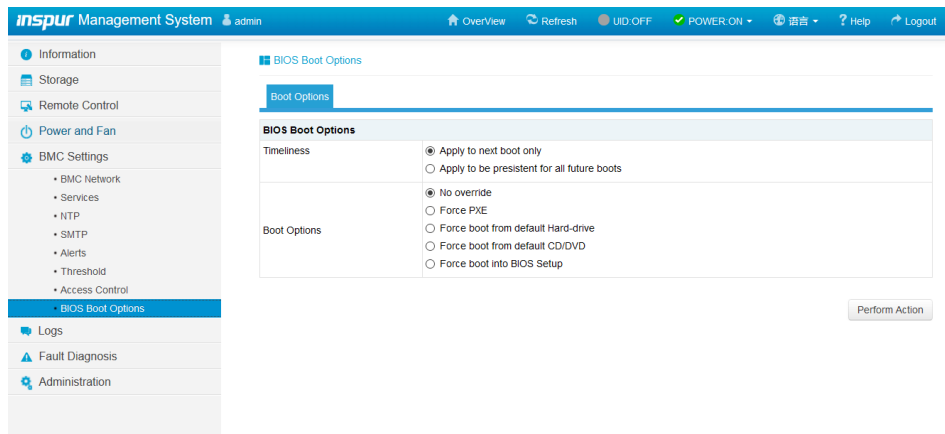 inspur Management System admin OverView Refresh UID:OFF POWER:ON 语言 Help Logout
Information
Storage
Remote Control
Power and Fan
BMC Settings
• BMC Network
• Services
• NTP
• SMTP
• Alerts
• Threshold
• Access Control
• BIOS Boot Options
Logs
Fault Diagnosis
Administration
BIOS Boot Options
Boot Options
BIOS Boot Options
Timeliness
Apply to next boot only
Apply to be presistent for all future boots
Boot Options
No override
Force PXE
Force boot from default Hard-drive
Force boot from default CD/DVD
Force boot into BIOS Setup
Perform Action